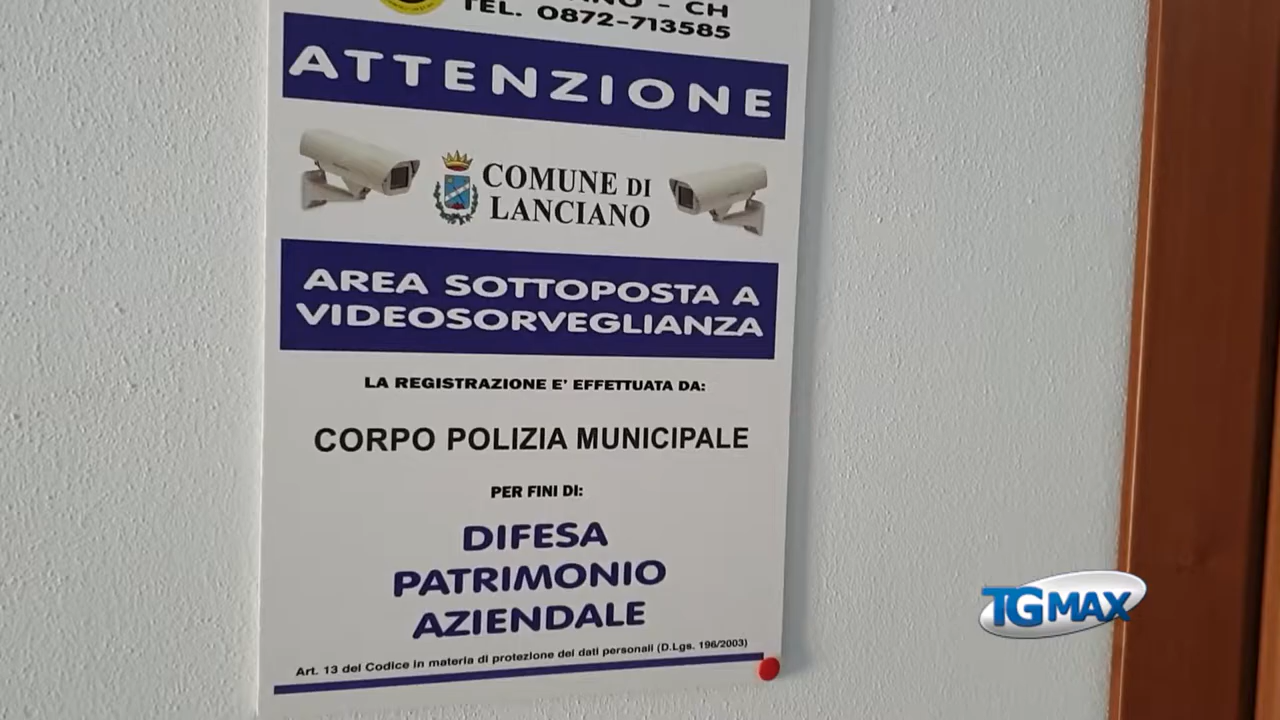 - CH
TEL. 0872-713585
ATTENZIONE
COMUNE DI
LANCIANO
AREA SOTTOPOSTA A
VIDEOSORVEGLIANZA
LA REGISTRAZIONE E' EFFETTUATA DA:
CORPO POLIZIA MUNICIPALE
PER FINI DI:
DIFESA
PATRIMONIO
AZIENDALE
Art. 13 del Codice in materia di protezione dei dati personali (D.Lgs. 196/2003)
TGMAX